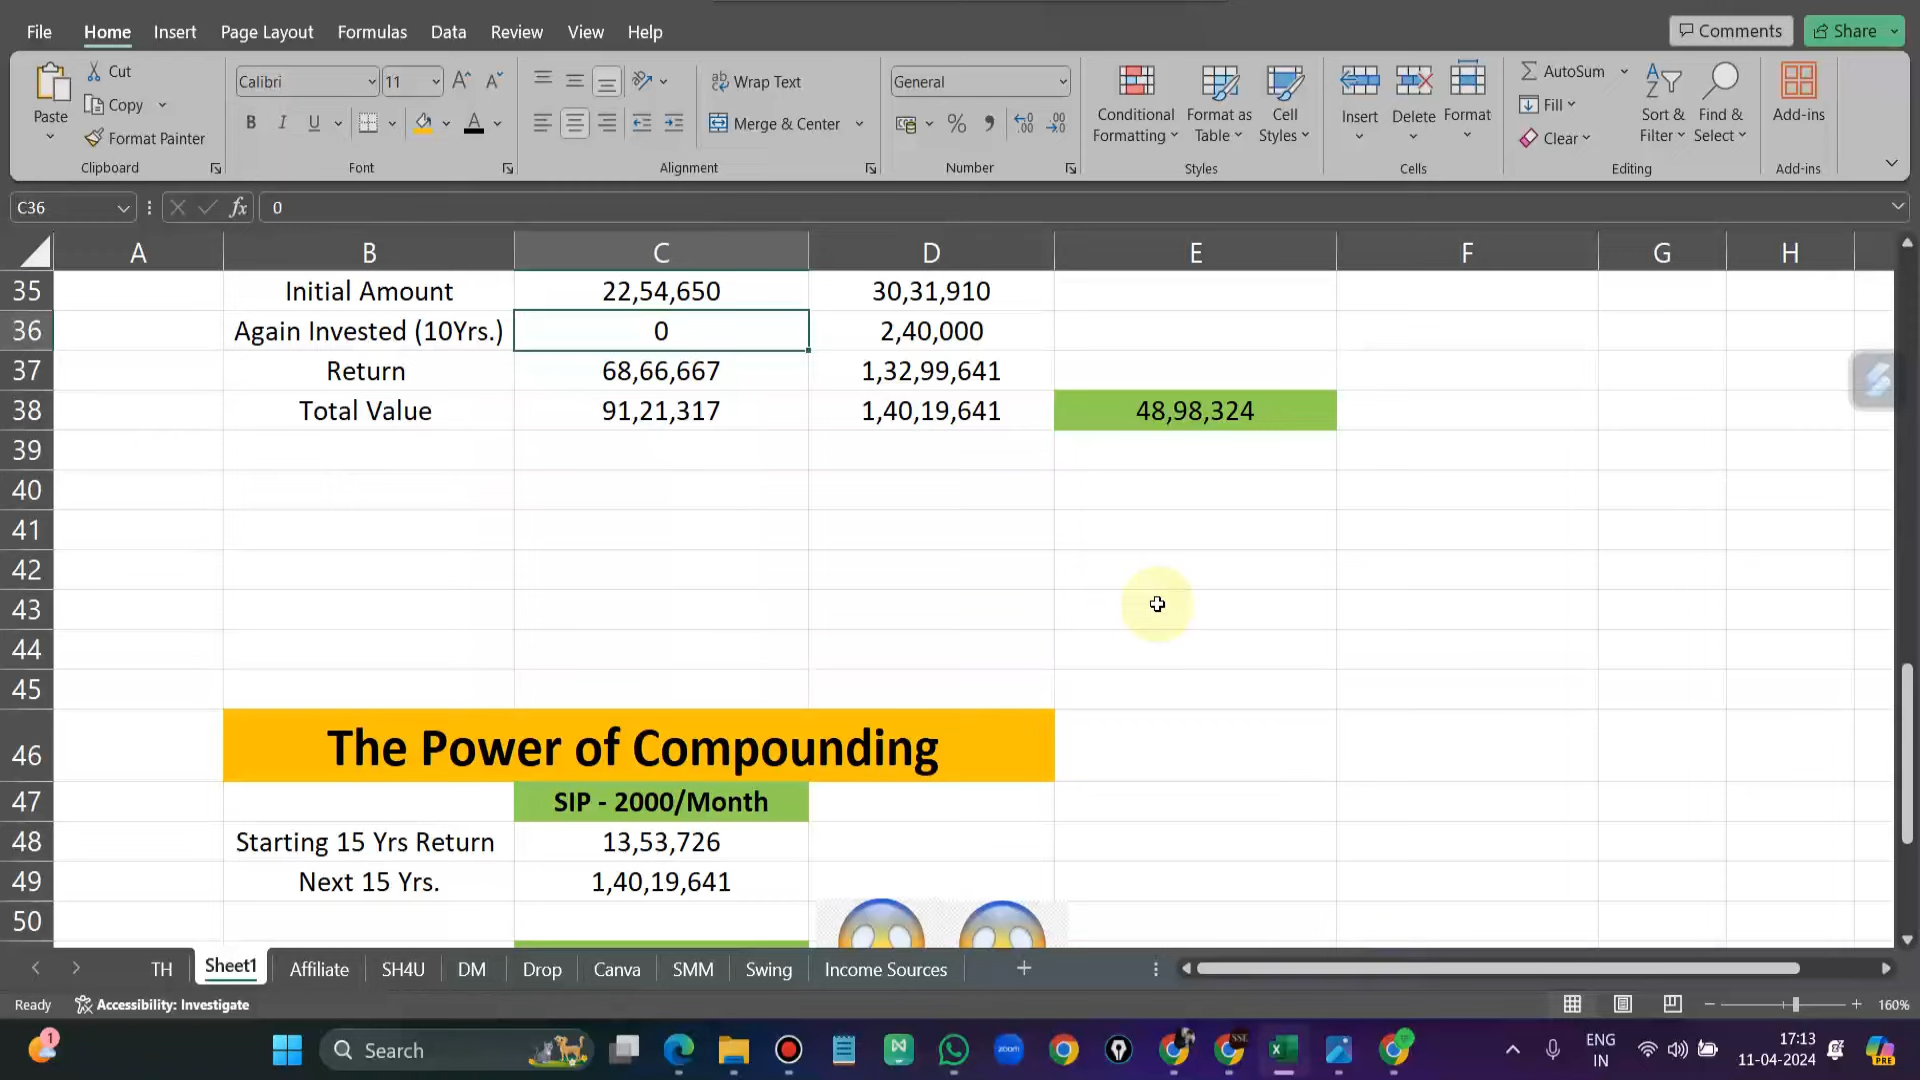 File Home Insert Page Layout Formulas Data Review View Help Comments Share
Cut
Copy
Format Painter
Paste
Clipboard
Calibri 11
B I U A
Font
Wrap Text
Merge & Center
Alignment
General
Number
Conditional Formatting
Format as Table
Cell Styles
Styles
Insert Delete Format
Cells
AutoSum
Fill
Clear
Sort & Filter
Find & Select
Editing
Add-ins
Add-ins
C36 fx 0
A B C D E F G H
35 Initial Amount 22,54,650 30,31,910
36 Again Invested (10Yrs.) 0 2,40,000
37 Return 68,66,667 1,32,99,641
38 Total Value 91,21,317 1,40,19,641 48,98,324
39
40
41
42
43
44
45
46 The Power of Compounding
47 SIP - 2000/Month
48 Starting 15 Yrs Return 13,53,726
49 Next 15 Yrs. 1,40,19,641
50
TH Sheet1 Affiliate SH4U DM Drop Canva SMM Swing Income Sources
Ready Accessibility: Investigate 160%
1 Search zoom ENG 17:13
IN 11-04-2024 PRE